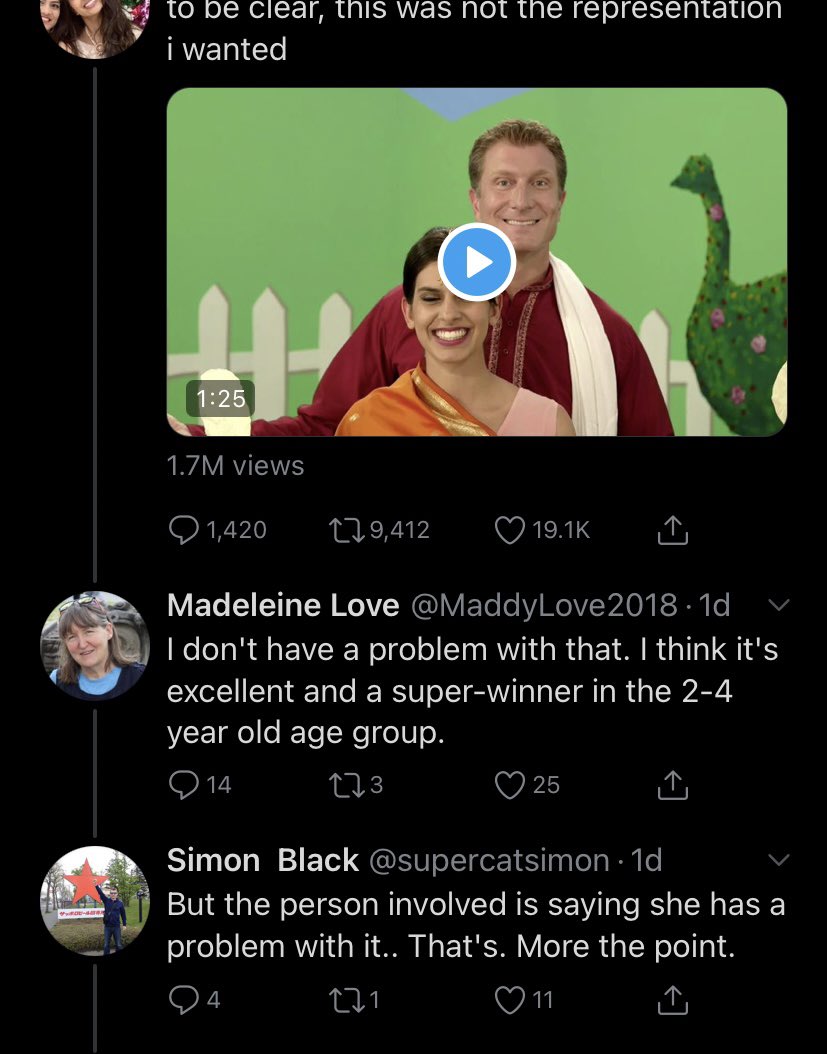 to be clear, this was not the representation
i wanted
1:25
1.7M views
1,420 9,412 19.1K
Madeleine Love @MaddyLove2018 · 1d
I don't have a problem with that. I think it's
excellent and a super-winner in the 2-4
year old age group.
14 3 25
Simon Black @supercatsimon · 1d
But the person involved is saying she has a
problem with it.. That's. More the point.
4 1 11